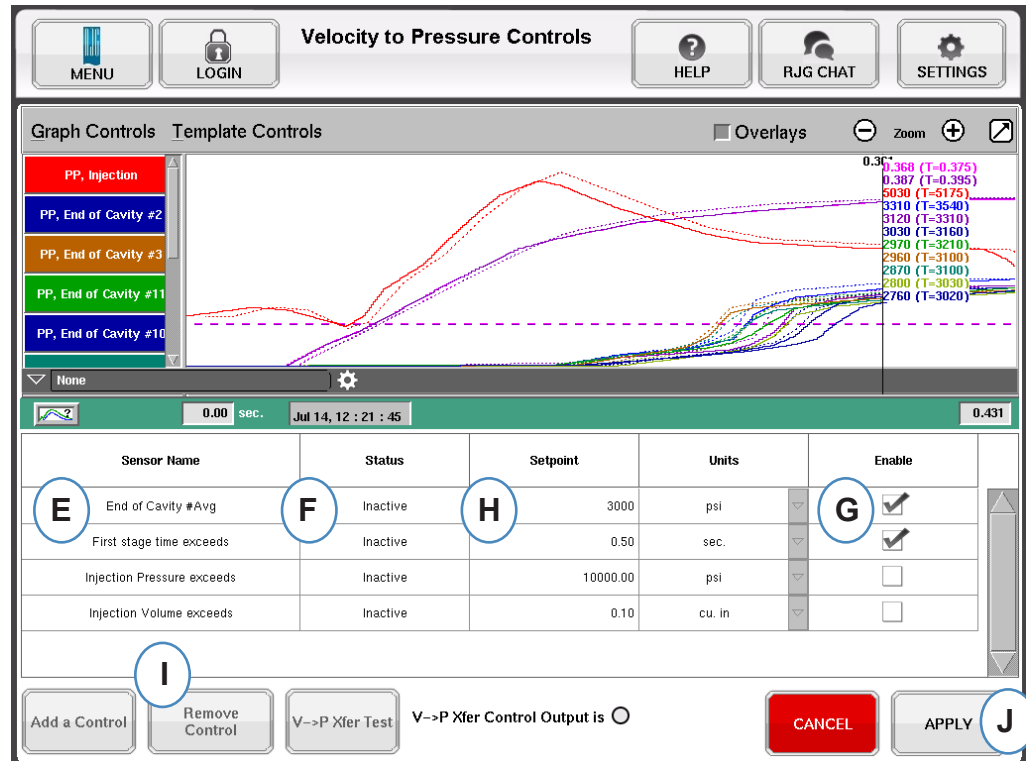 Velocity to Pressure Controls
MENU
LOGIN
HELP
RJG CHAT
SETTINGS
Graph Controls Template Controls
Overlays
Zoom
PP, Injection
PP, End of Cavity #2
PP, End of Cavity #3
PP, End of Cavity #11
PP, End of Cavity #10
0.368 (T=0.375)
0.387 (T=0.395)
5030 (T=5175)
3310 (T=3540)
3120 (T=3310)
3030 (T=3160)
2970 (T=3210)
2960 (T=3100)
2870 (T=3100)
2800 (T=3030)
2760 (T=3020)
None
0.00 sec. Jul 14, 12 : 21 : 45 0.431
Sensor Name Status Setpoint Units Enable
E End of Cavity #Avg F Inactive H 3000 psi G
First stage time exceeds Inactive 0.50 sec.
Injection Pressure exceeds Inactive 10000.00 psi
Injection Volume exceeds Inactive 0.10 cu. in
I
Add a Control
Remove
Control
V->P Xfer Test
V->P Xfer Control Output is
CANCEL
APPLY
J